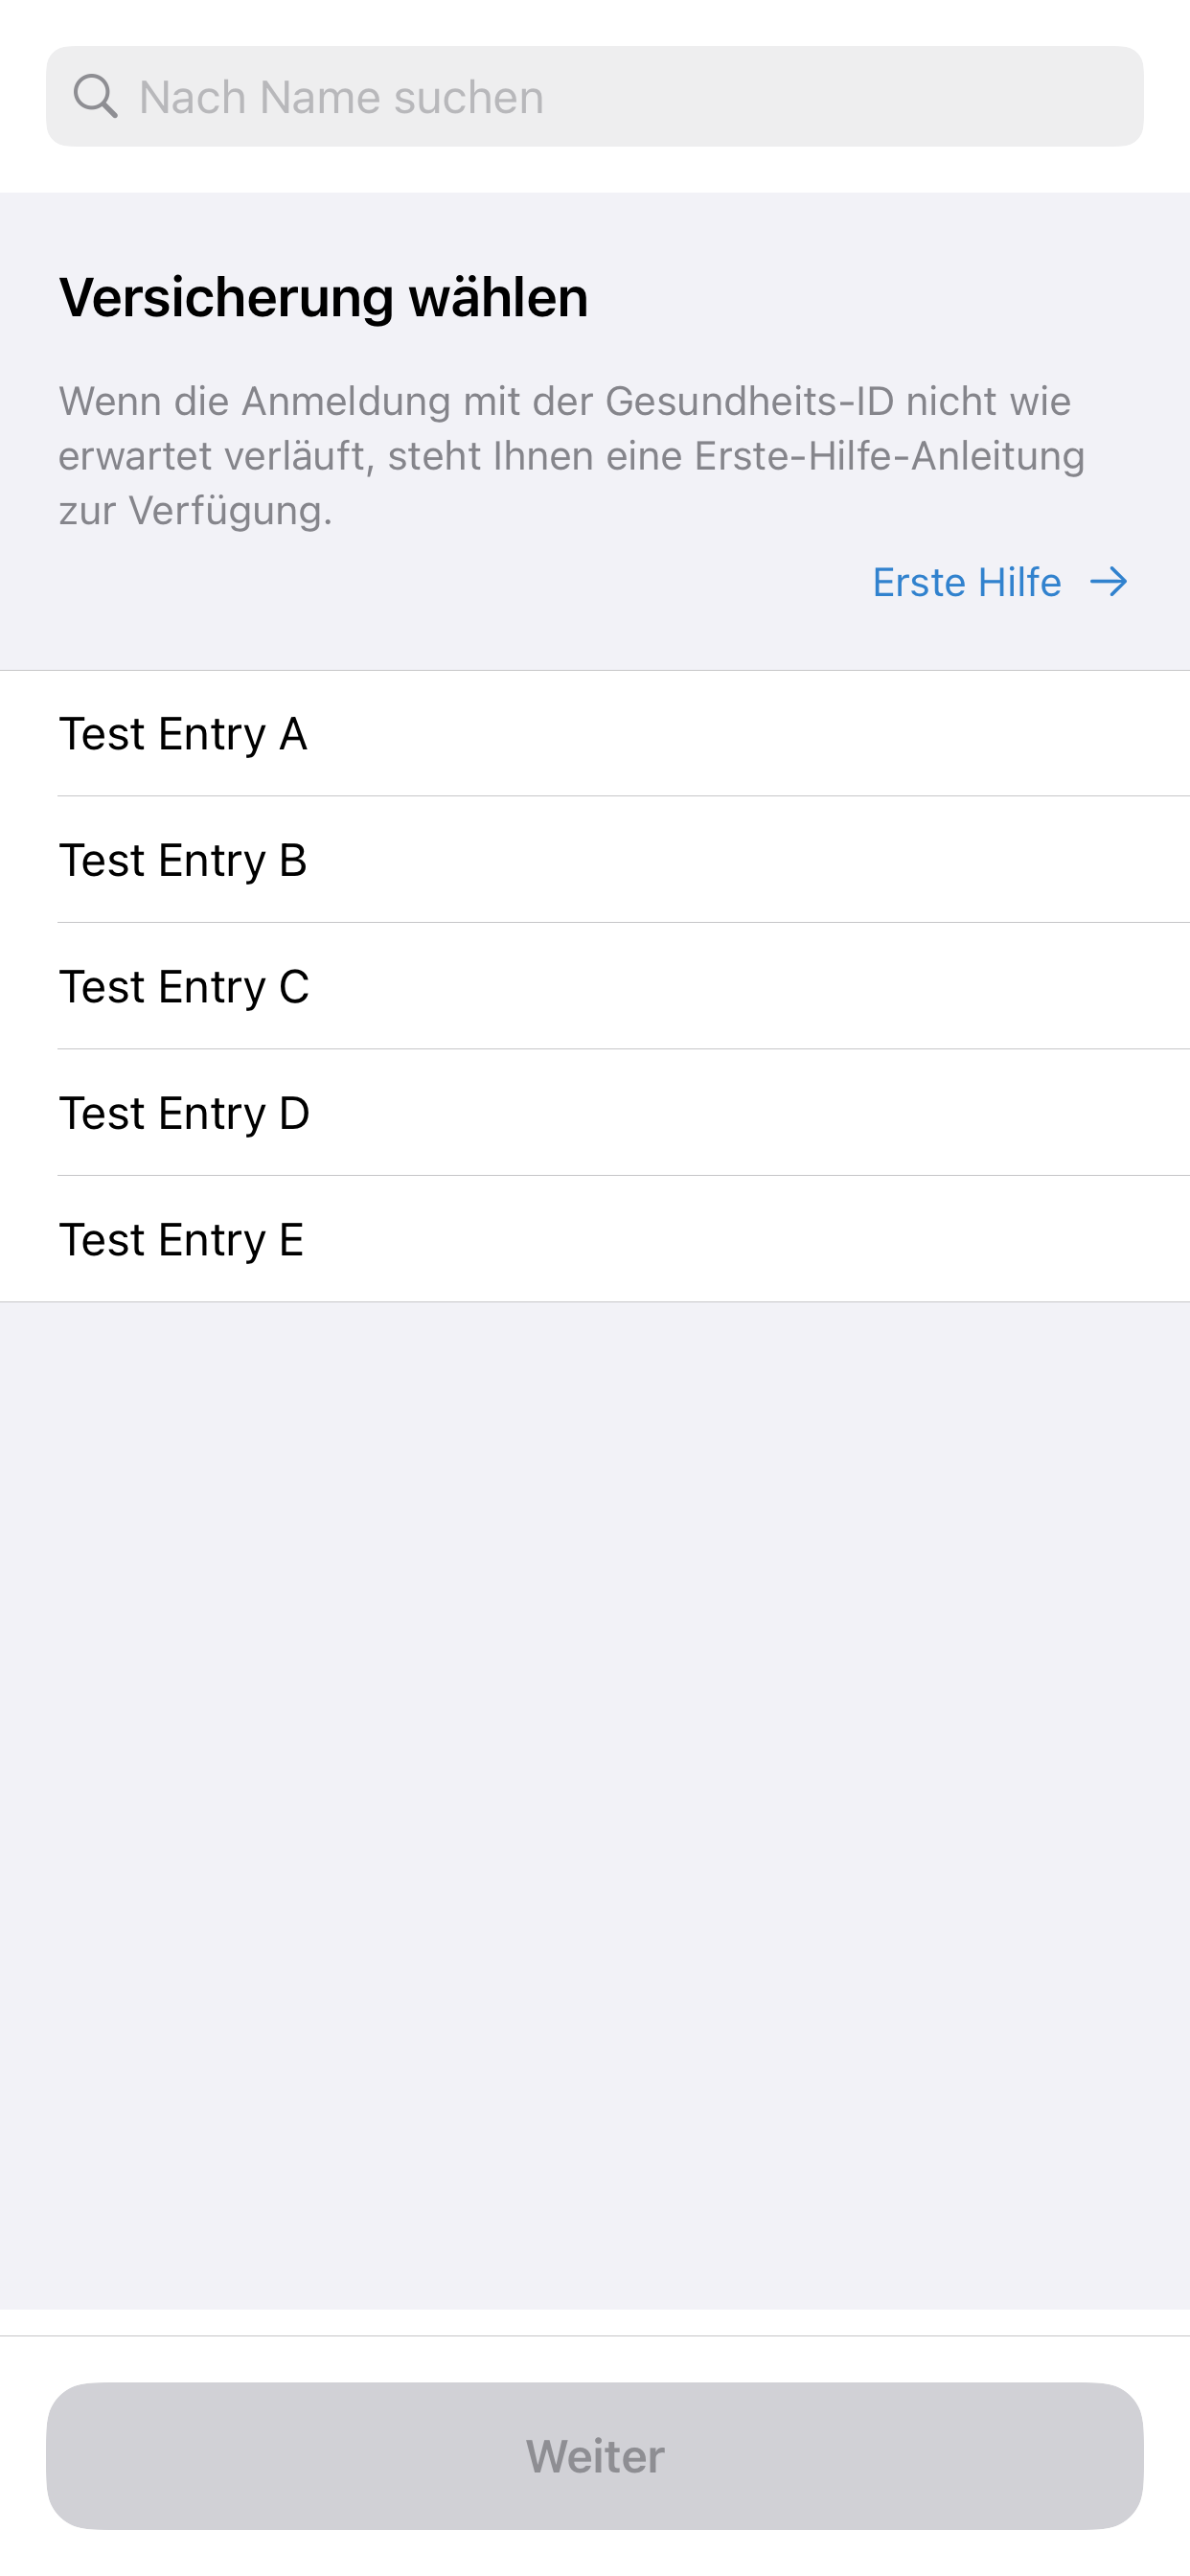 Nach Name suchen
Versicherung wählen
Wenn die Anmeldung mit der Gesundheits-ID nicht wie
erwartet verläuft, steht Ihnen eine Erste-Hilfe-Anleitung
zur Verfügung.
Erste Hilfe →
Test Entry A
Test Entry B
Test Entry C
Test Entry D
Test Entry E
Weiter